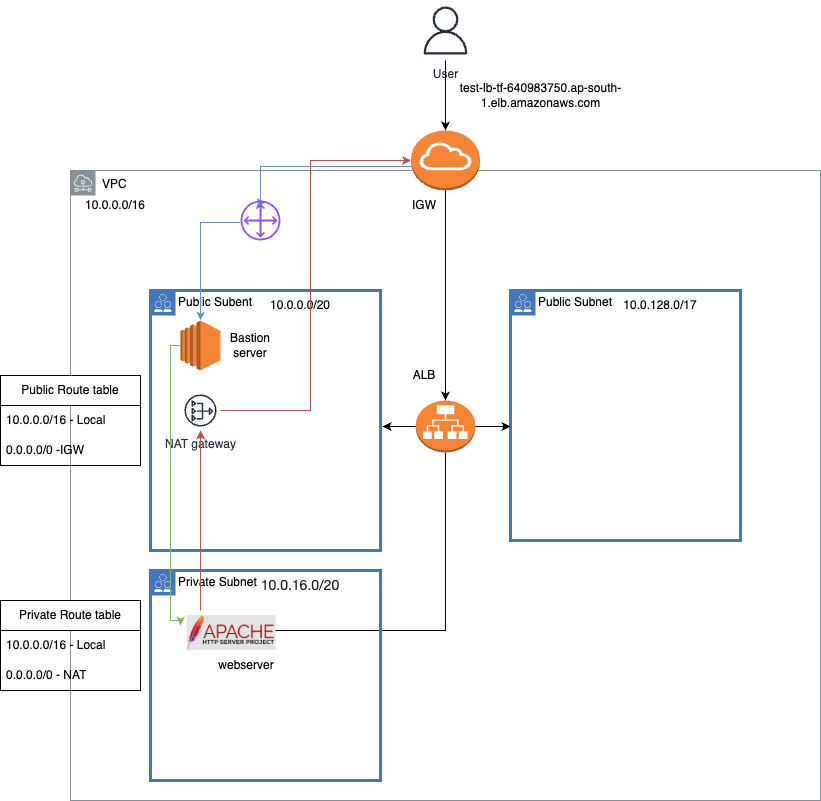 User
test-lb-tf-640983750.ap-south-
1.elb.amazonaws.com
VPC
10.0.0.0/16
IGW
Public Subent
10.0.0.0/20
Public Subnet
10.0.128.0/17
Bastion
server
ALB
Public Route table
10.0.0.0/16 - Local
0.0.0.0/0 -IGW
NAT gateway
Private Subnet
10.0.16.0/20
Private Route table
10.0.0.0/16 - Local
0.0.0.0/0 - NAT
APACHE
HTTP SERVER PROJECT
webserver